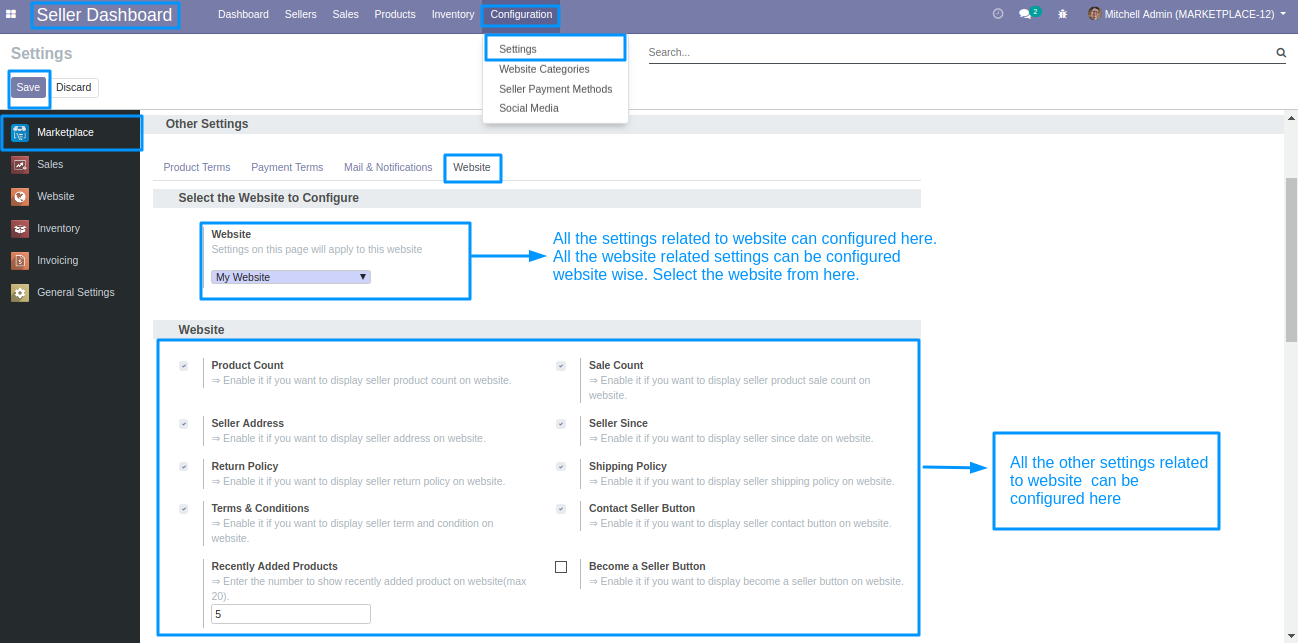 Seller Dashboard
Dashboard Sellers Sales Products Inventory Configuration
2
Mitchell Admin (MARKETPLACE-12)
Settings
Save Discard
Settings
Website Categories
Seller Payment Methods
Social Media
Search...
Marketplace
Sales
Website
Inventory
Invoicing
General Settings
Other Settings
Product Terms Payment Terms Mail & Notifications Website
Select the Website to Configure
Website
Settings on this page will apply to this website
My Website
All the settings related to website can configured here.
All the website related settings can be configured
website wise. Select the website from here.
Website
Product Count
⇒ Enable it if you want to display seller product count on website.
Sale Count
⇒ Enable it if you want to display seller product sale count on
website.
Seller Address
⇒ Enable it if you want to display seller address on website.
Seller Since
⇒ Enable it if you want to display seller since date on website.
Return Policy
⇒ Enable it if you want to display seller return policy on website.
Shipping Policy
⇒ Enable it if you want to display seller shipping policy on website.
Terms & Conditions
⇒ Enable it if you want to display seller term and condition on
website.
Contact Seller Button
⇒ Enable it if you want to display seller contact button on website.
Recently Added Products
⇒ Enter the number to show recently added product on website(max
20).
5
Become a Seller Button
⇒ Enable it if you want to display become a seller button on website.
All the other settings related
to website can be
configured here